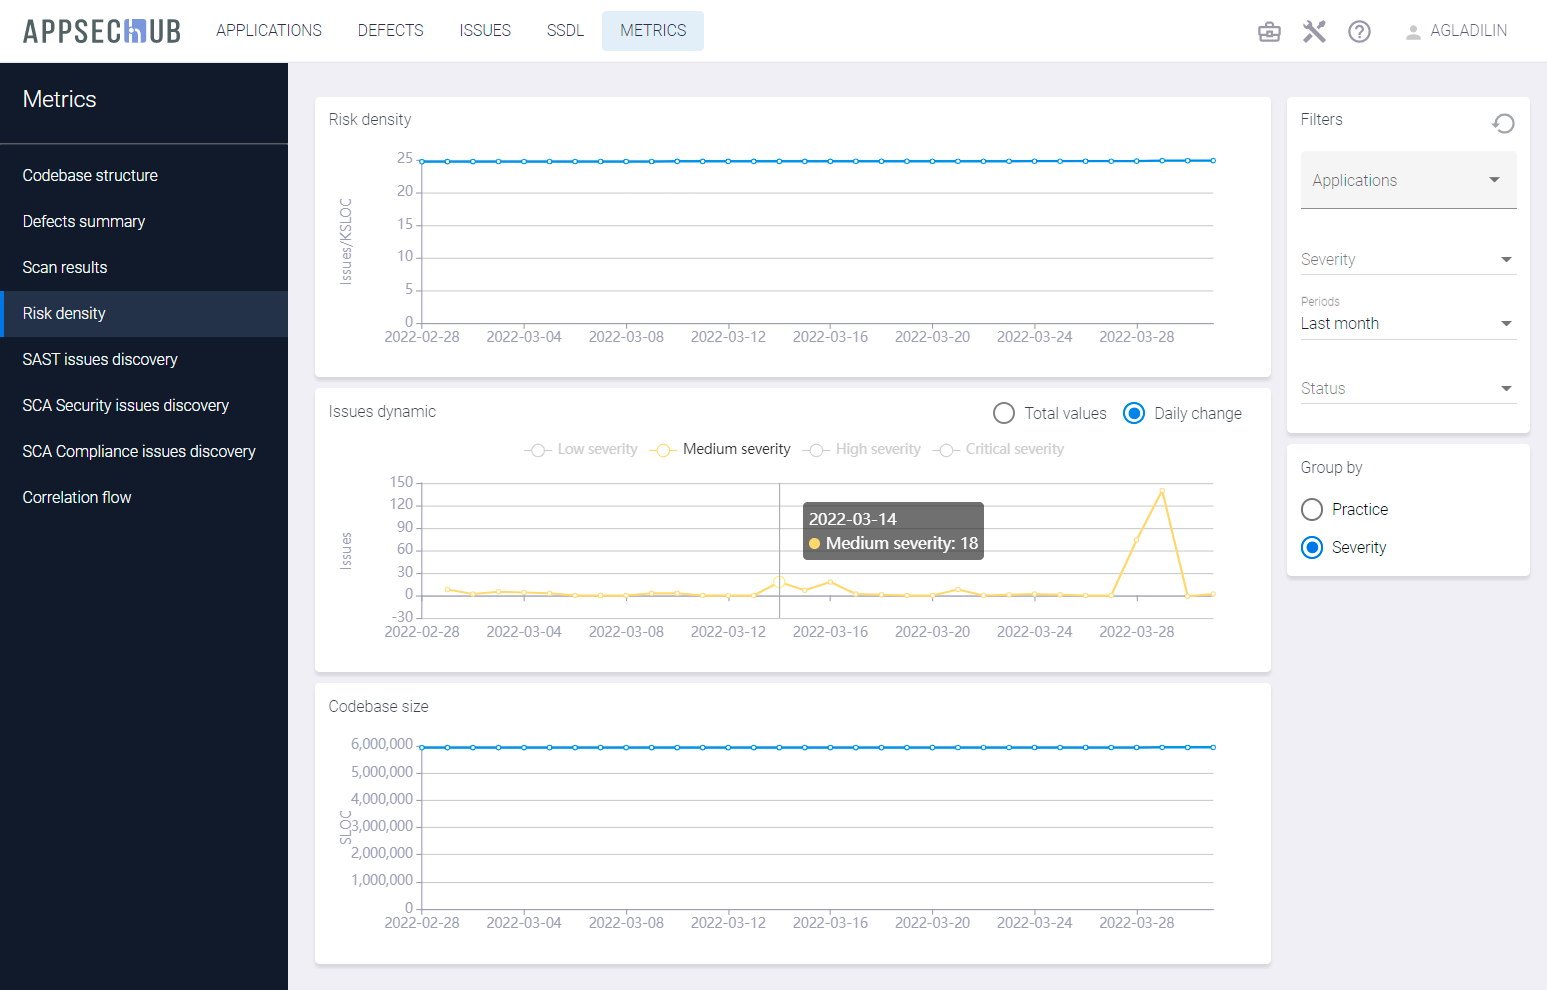 APPSECHUB
APPLICATIONS
DEFECTS
ISSUES
SSDL
METRICS
AGLADILIN
Metrics
Codebase structure
Defects summary
Scan results
Risk density
SAST issues discovery
SCA Security issues discovery
SCA Compliance issues discovery
Correlation flow
Risk density
Issues/KSLOC
25
20
15
10
5
0
2022-02-28 2022-03-04 2022-03-08 2022-03-12 2022-03-16 2022-03-20 2022-03-24 2022-03-28
Issues dynamic
Total values
Daily change
Low severity
Medium severity
High severity
Critical severity
Issues
150
120
90
60
30
0
-30
2022-03-14
Medium severity: 18
2022-02-28 2022-03-04 2022-03-08 2022-03-12 2022-03-16 2022-03-20 2022-03-24 2022-03-28
Codebase size
SLOC
6,000,000
5,000,000
4,000,000
3,000,000
2,000,000
1,000,000
0
2022-02-28 2022-03-04 2022-03-08 2022-03-12 2022-03-16 2022-03-20 2022-03-24 2022-03-28
Filters
Applications
Severity
Periods
Last month
Status
Group by
Practice
Severity